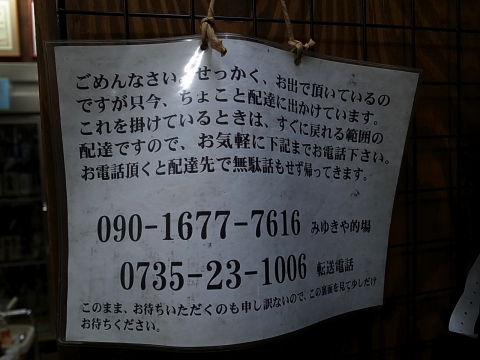 ごめんなさい。せっかく、お出で頂いているの
ですが只今、ちょこと配達に出かけています。
これを掛けているときは、すぐに戻れる範囲の
配達ですので、お気軽に下記までお電話下さい。
お電話頂くと配達先で無駄話もせず帰ってきます。
090-1677-7616 みゆきや的場
0735-23-1006 転送電話
このまま、お待ちいただくのも申し訳ないので、この裏面を見て少しだけ
お待ちください。